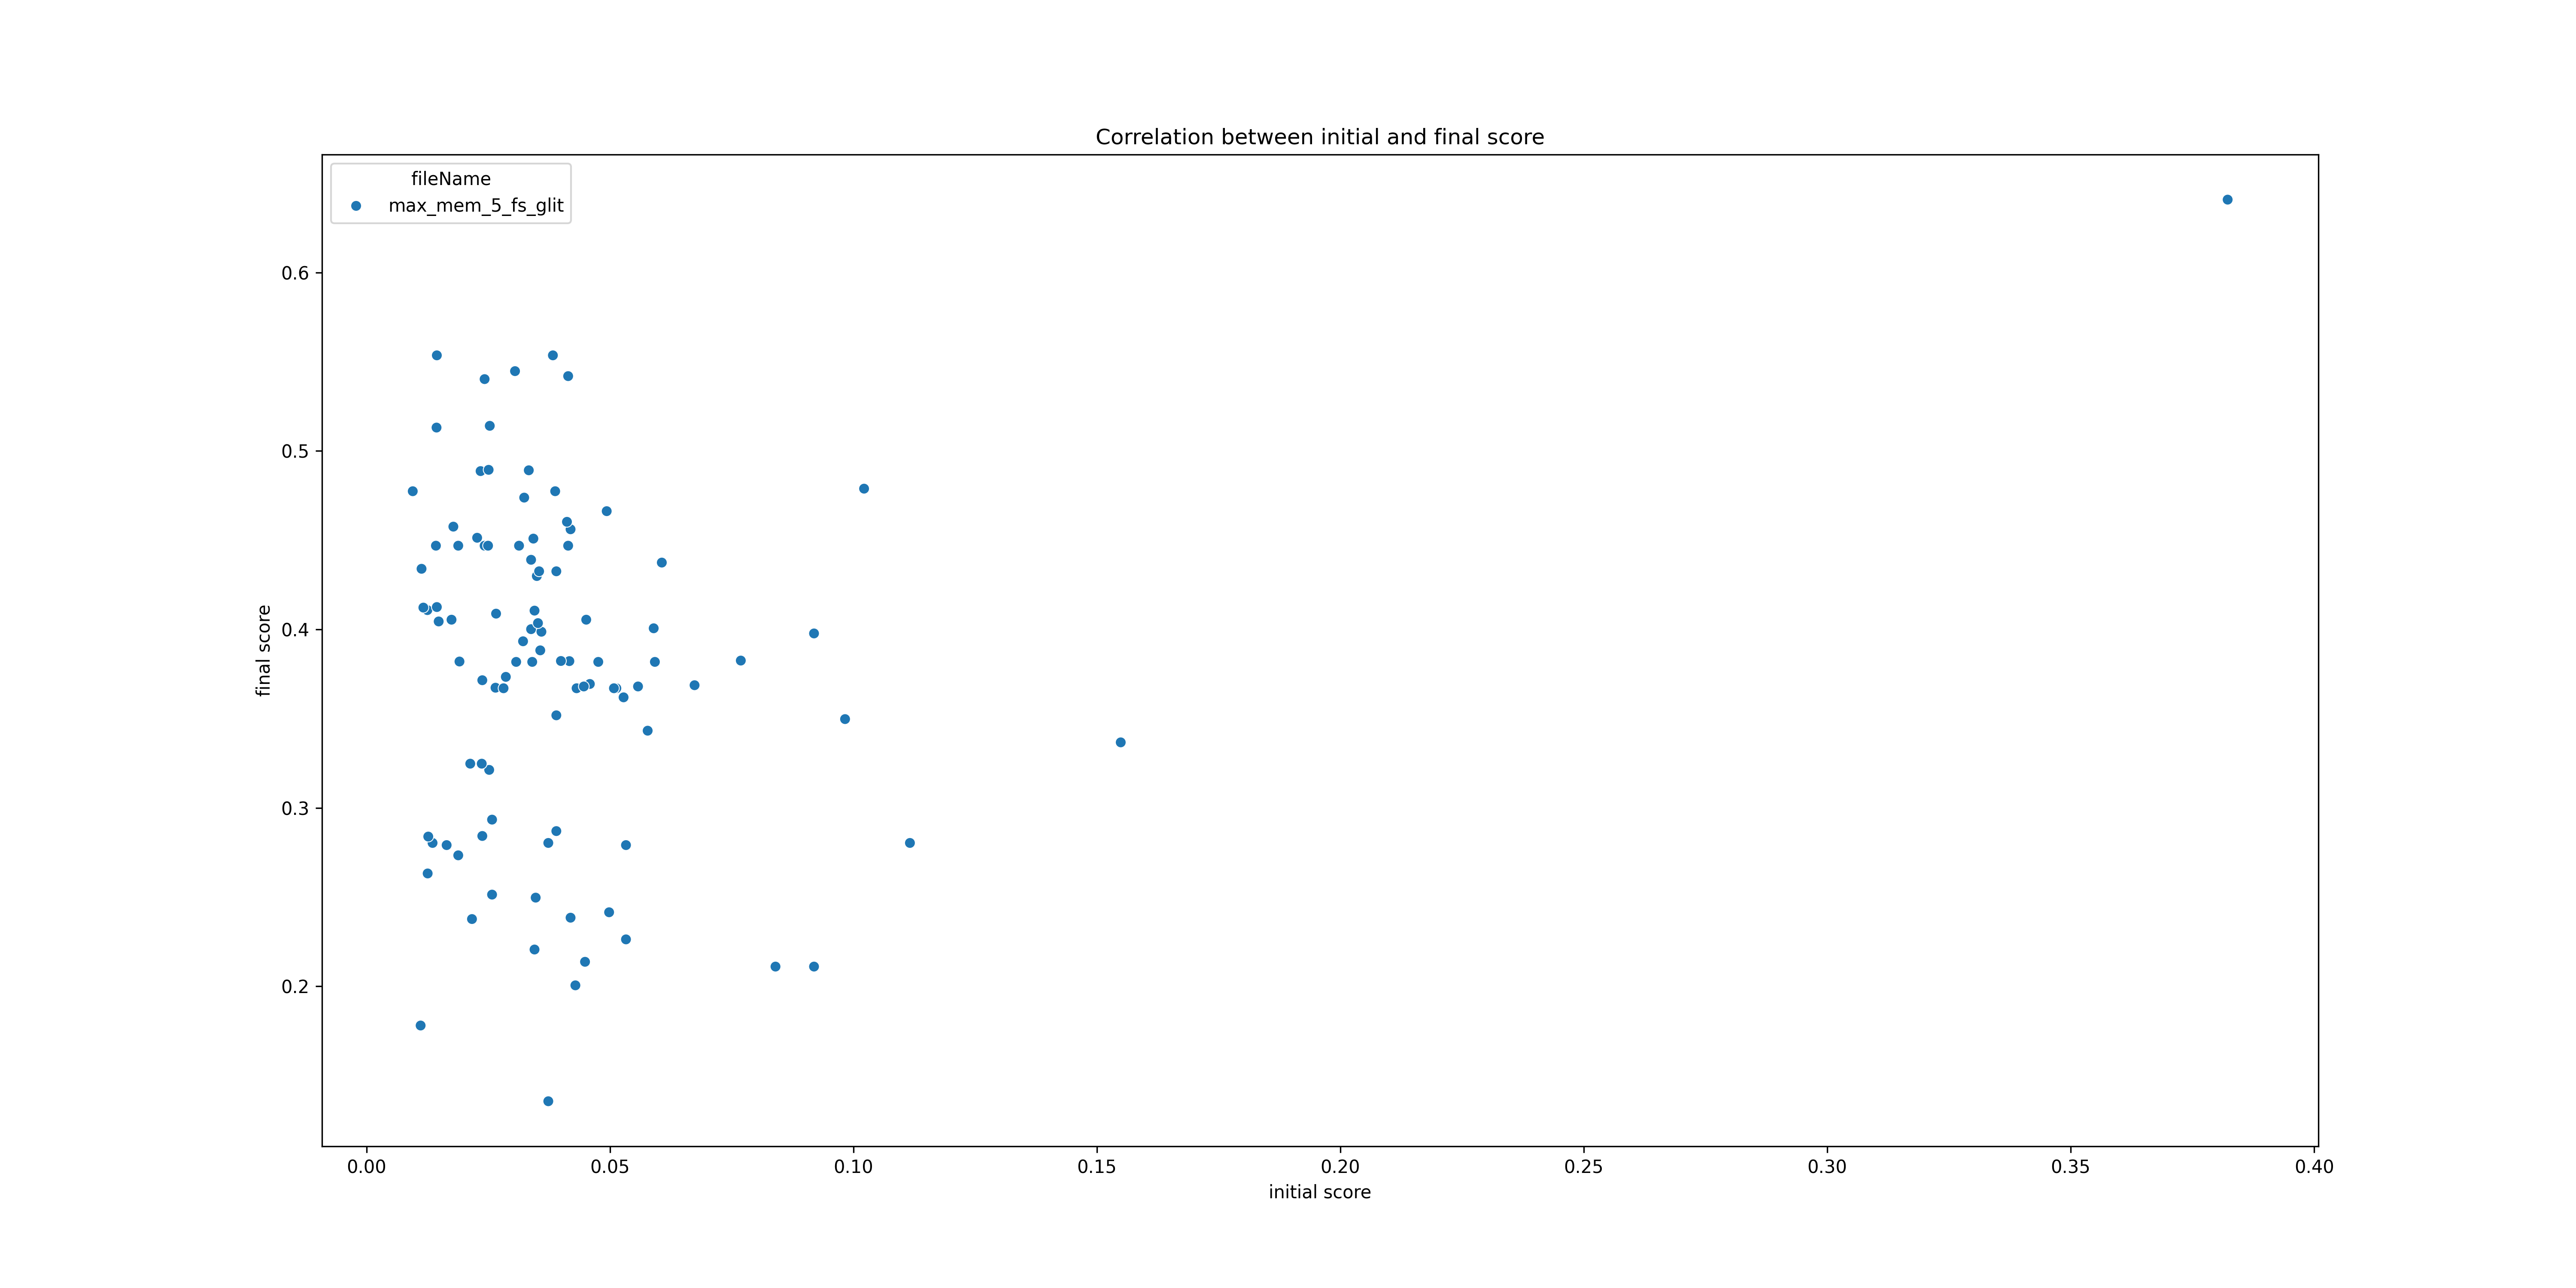 Correlation between initial and final score
fileName
max_mem_5_fs_glit
0.6
0.5
0.4
0.3
0.2
final score
0.00 0.05 0.10 0.15 0.20 0.25 0.30 0.35 0.40
initial score